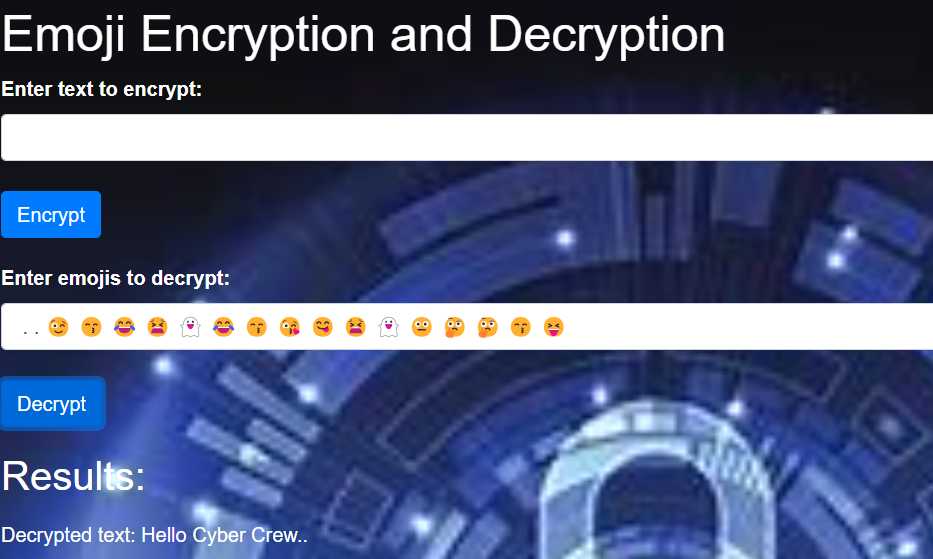 Emoji Encryption and Decryption
Enter text to encrypt:
Encrypt
Enter emojis to decrypt:
. . 😉 😙 😂 😫 👻 😂 😙 😘 😋 😫 👻 😐 🤔 🤔 😙 😝
Decrypt
Results:
Decrypted text: Hello Cyber Crew..